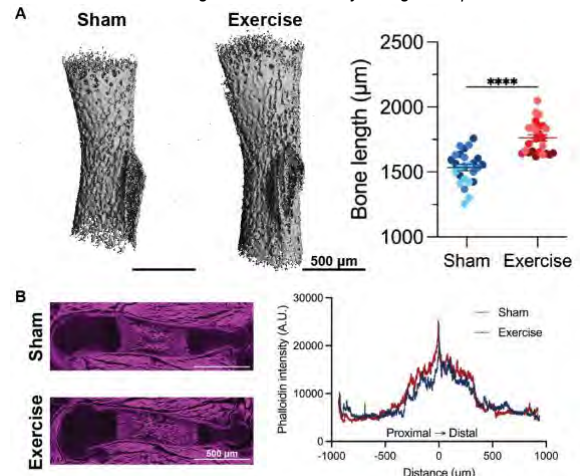 A
Sham
Exercise
500 µm
Bone length (µm)
2500
2000
1500
1000
****
Sham
Exercise
B
Sham
Exercise
500 µm
Phalloidin intensity (A.U.)
30000
20000
10000
0
Sham
Exercise
Proximal → Distal
-1000
-500
0
500
1000
Distance (µm)